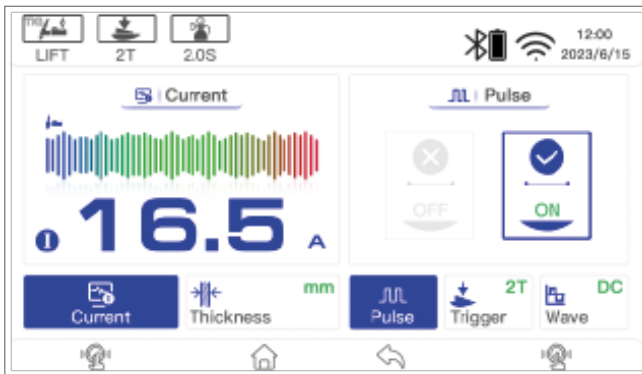 TIG
LIFT
2T
2.0S
12:00
2023/6/15
Current
Pulse
16.5 A
OFF
ON
Current
mm
Thickness
Pulse
2T
Trigger
DC
Wave